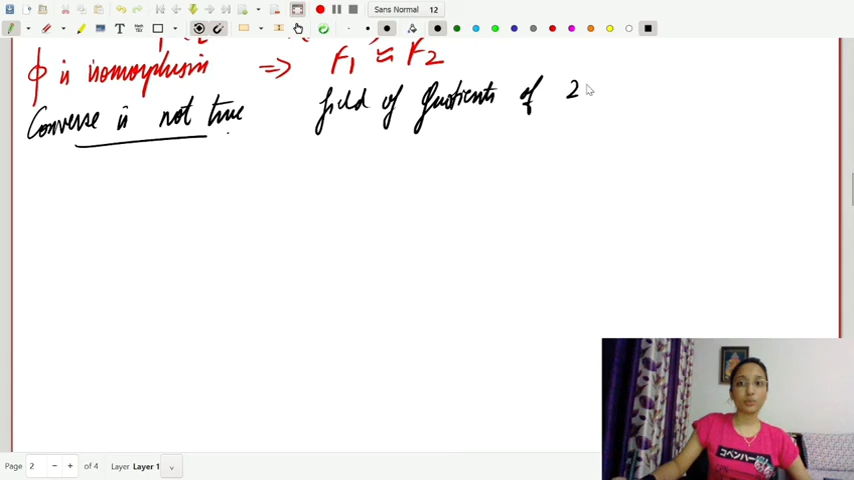 Sans Normal 12
ϕ is isomorphism ⇒ F₁ ≈ F₂
Converse is not true field of Quotients of 2
Page 2 of 4 Layer Layer 1